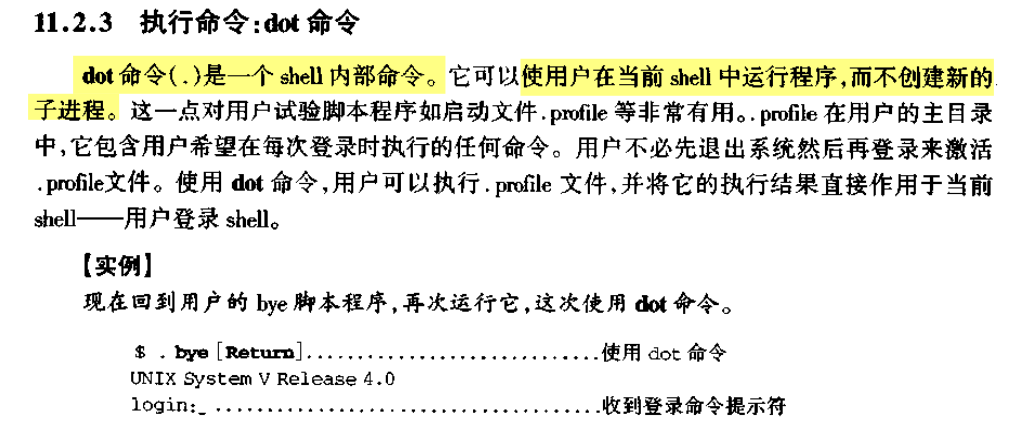 11.2.3 执行命令:dot 命令
dot 命令(.)是一个 shell 内部命令。它可以使用户在当前 shell 中运行程序,而不创建新的
子进程。这一点对用户试验脚本程序如启动文件.profile 等非常有用。.profile 在用户的主目录
中,它包含用户希望在每次登录时执行的任何命令。用户不必先退出系统然后再登录来激活
.profile文件。使用 dot 命令,用户可以执行.profile 文件,并将它的执行结果直接作用于当前
shell——用户登录 shell。
【实例】
现在回到用户的 bye 脚本程序,再次运行它,这次使用 dot 命令。
$ . bye [Return]..............................使用 dot 命令
UNIX System V Release 4.0
login:_ ......................................收到登录命令提示符